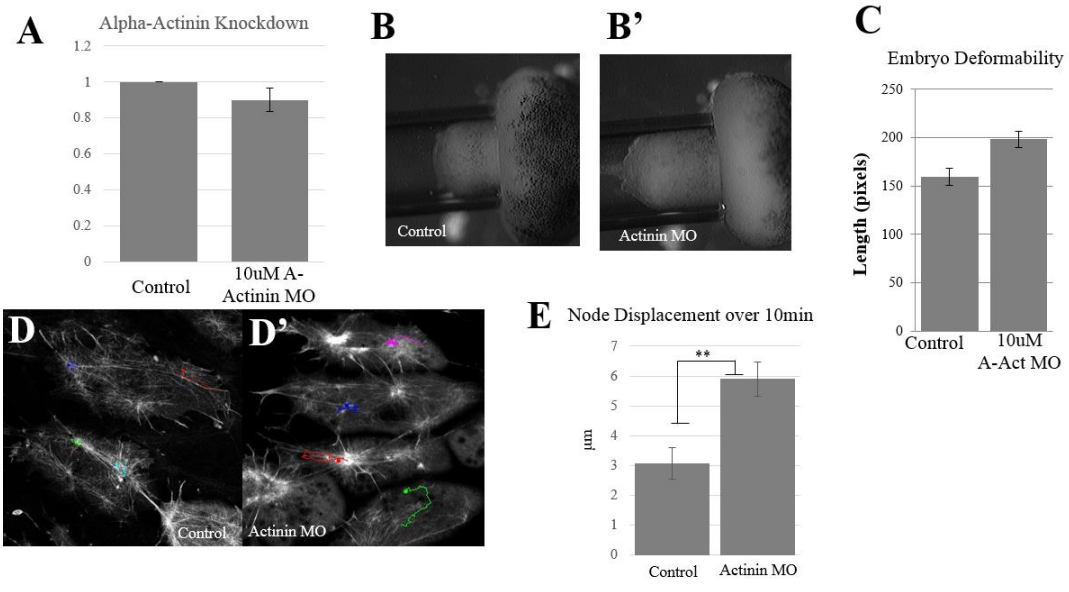 A
Alpha-Actinin Knockdown
1.2
1
0.8
0.6
0.4
0.2
0
Control
10uM A-
Actinin MO
B
Control
B’
Actinin MO
C
Embryo Deformability
Length (pixels)
250
200
150
100
50
0
Control
10uM
A-Act MO
D
Control
D’
Actinin MO
E
Node Displacement over 10min
µm
7
6
5
4
3
2
1
0
**
Control
Actinin MO